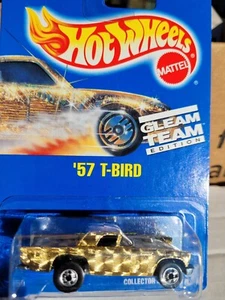 Hot Wheels
MATTEL
GLEAM
TEAM
EDITION
'57 T-BIRD
COLLECTOR